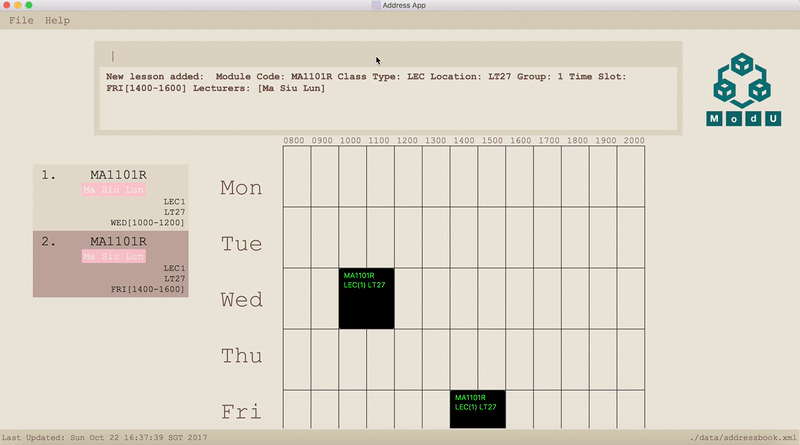 Address App
File Help
New lesson added: Module Code: MA1101R Class Type: LEC Location: LT27 Group: 1 Time Slot:
FRI[1400-1600] Lecturers: [Ma Siu Lun]
ModU
0800 0900 1000 1100 1200 1300 1400 1500 1600 1700 1800 1900 2000
1. MA1101R
Ma Siu Lun
LEC1
LT27
WED[1000-1200]
2. MA1101R
Ma Siu Lun
LEC1
LT27
FRI[1400-1600]
Mon
Tue
Wed
MA1101R
LEC(1) LT27
Thu
Fri
MA1101R
LEC(1) LT27
Last Updated: Sun Oct 22 16:37:39 SGT 2017
./data/addressbook.xml